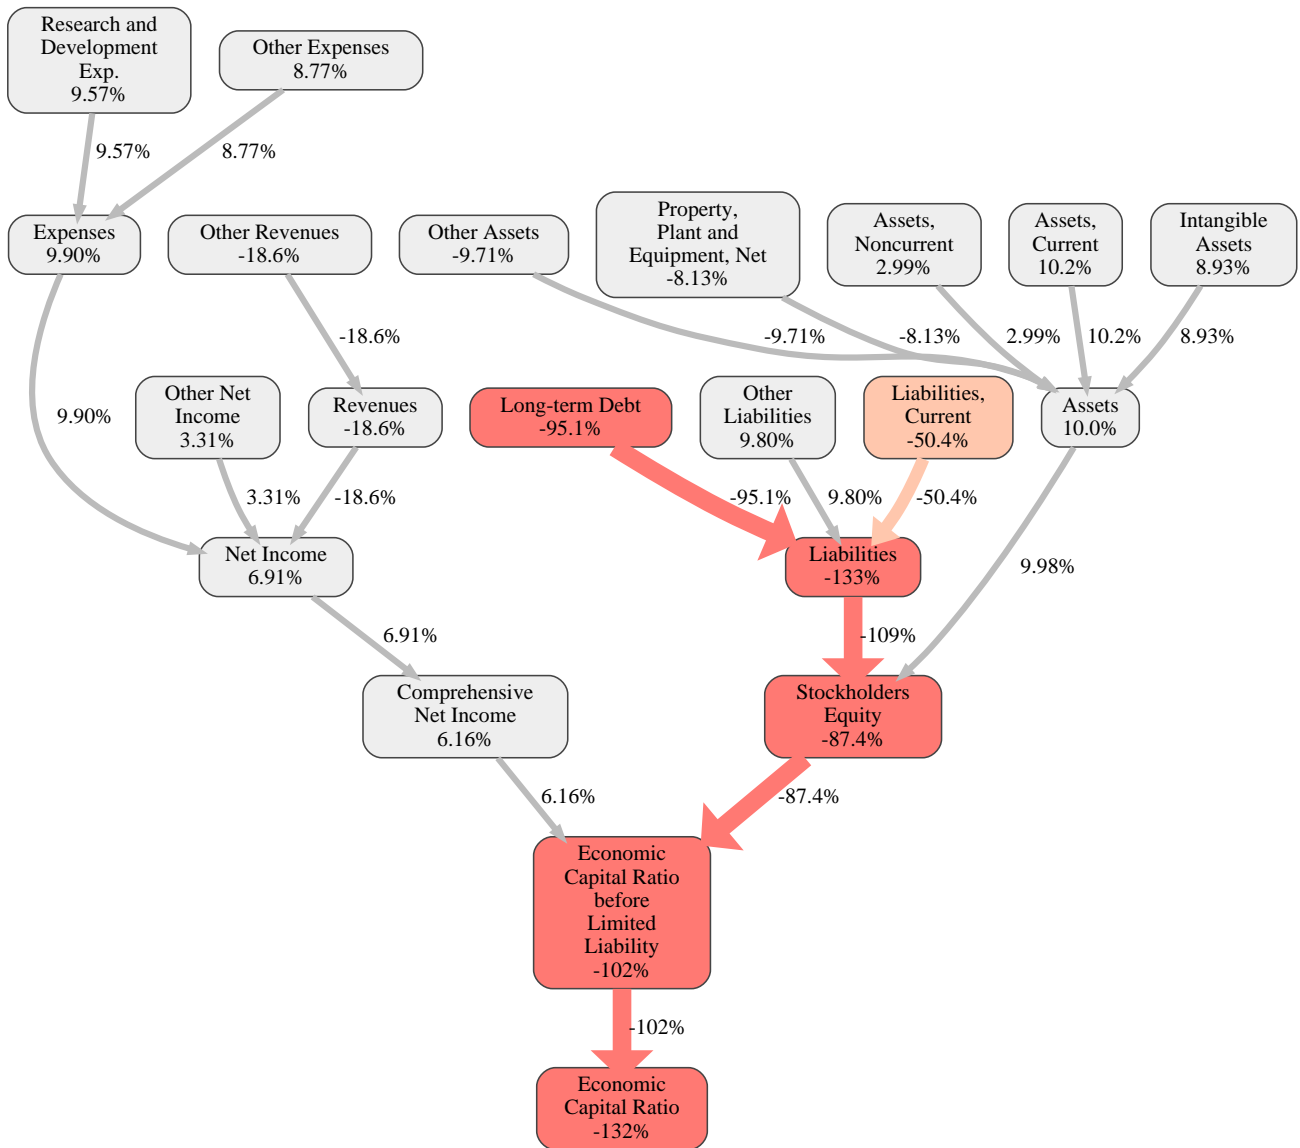 Research and
Development
Exp.
9.57%
Other Expenses
8.77%
9.57%
8.77%
Expenses
9.90%
Other Revenues
-18.6%
Other Assets
-9.71%
Property,
Plant and
Equipment, Net
-8.13%
Assets,
Noncurrent
2.99%
Assets,
Current
10.2%
Intangible
Assets
8.93%
-18.6%
-9.71%
-8.13%
2.99%
10.2%
8.93%
9.90%
Other Net
Income
3.31%
Revenues
-18.6%
Long-term Debt
-95.1%
Other
Liabilities
9.80%
Liabilities,
Current
-50.4%
Assets
10.0%
3.31%
-18.6%
-95.1%
9.80%
-50.4%
9.98%
Net Income
6.91%
Liabilities
-133%
6.91%
-109%
Comprehensive
Net Income
6.16%
Stockholders
Equity
-87.4%
6.16%
-87.4%
Economic
Capital Ratio
before
Limited
Liability
-102%
-102%
Economic
Capital Ratio
-132%